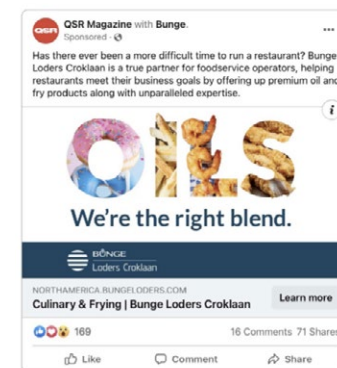 QSR
QSR Magazine with Bunge.
Sponsored ·
Has there ever been a more difficult time to run a restaurant? Bunge
Loders Croklaan is a true partner for foodservice operators, helping
restaurants meet their business goals by offering up premium oil and
fry products along with unparalleled expertise.
i
OILS
We're the right blend.
BUNGE
Loders Croklaan
NORTHAMERICA.BUNGELODERS.COM
Culinary & Frying | Bunge Loders Croklaan
Learn more
169
16 Comments 71 Shares
Like Comment Share